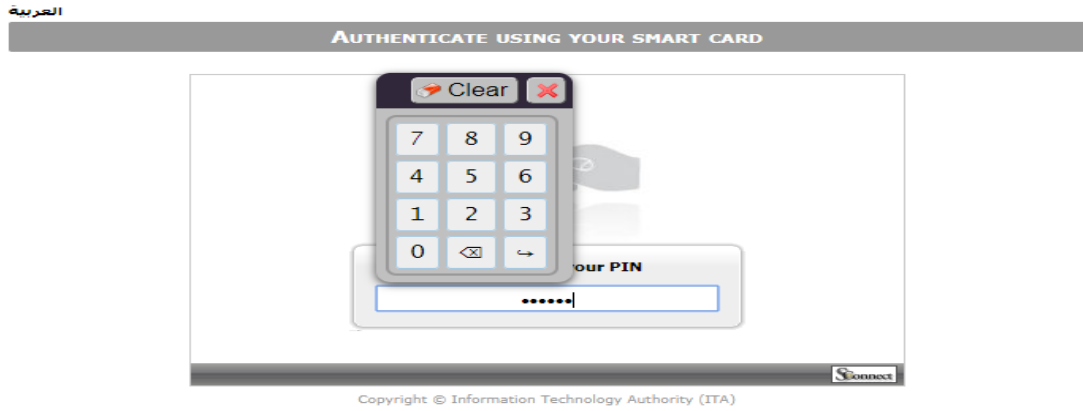 العربية
AUTHENTICATE USING YOUR SMART CARD
Clear
7 8 9
4 5 6
1 2 3
0
your PIN
••••••
SConnect
Copyright © Information Technology Authority (ITA)